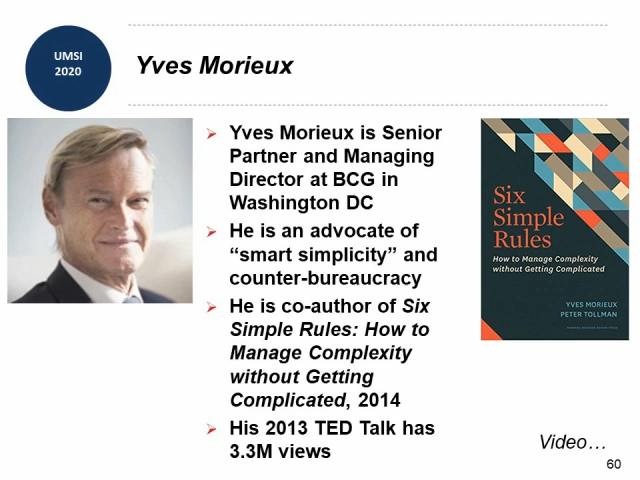 UMSI
2020
Yves Morieux
Yves Morieux is Senior
Partner and Managing
Director at BCG in
Washington DC
He is an advocate of
“smart simplicity” and
counter-bureaucracy
He is co-author of Six
Simple Rules: How to
Manage Complexity
without Getting
Complicated, 2014
His 2013 TED Talk has
3.3M views
Six
Simple
Rules
How to Manage Complexity
without Getting Complicated
YVES MORIEUX
PETER TOLLMAN
Video…
60